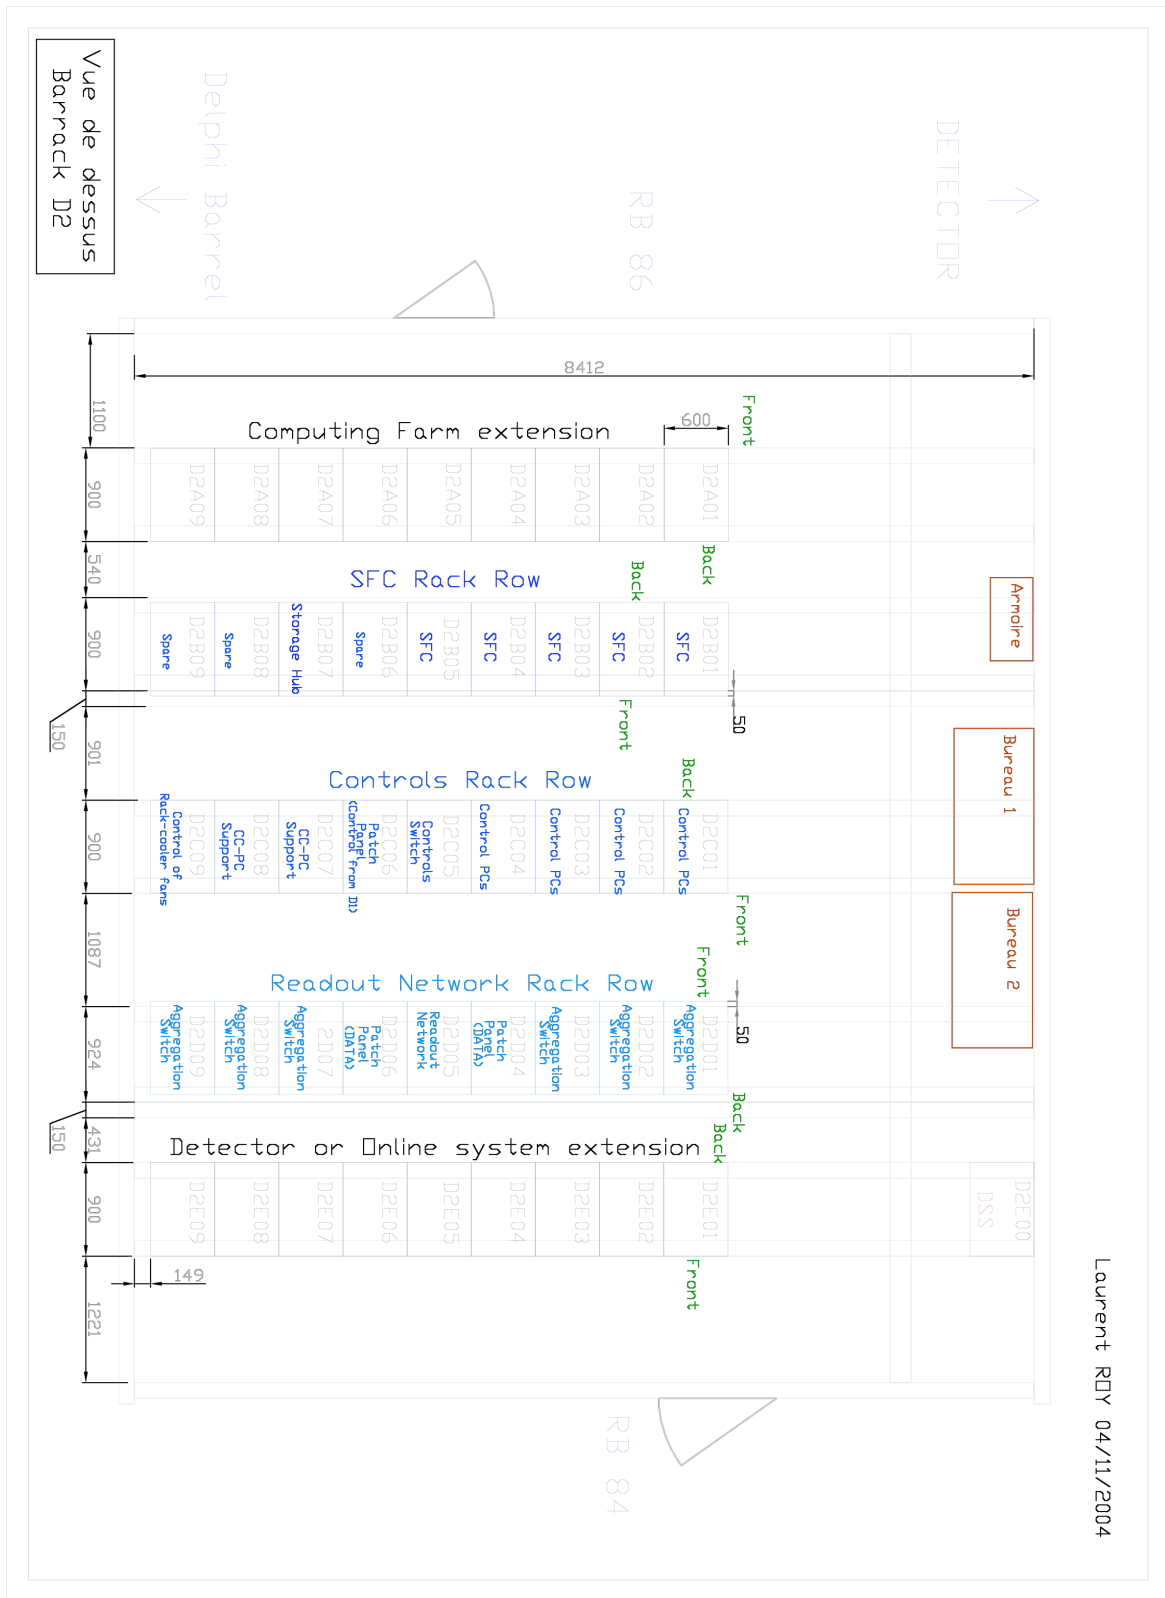 Vue de dessus
Barrack D2
Delphi Barrel
RB 86
DETECTOR
8412
1100
Computing Farm extension
600
Front
900
D2A09
D2A08
D2A07
D2A06
D2A05
D2A04
D2A03
D2A02
D2A01
540
SFC Rack Row
Back
Back
Armoire
900
D2B09
Spare
D2B08
Spare
D2B07
Storage Hub
D2B06
Spare
D2B05
SFC
D2B04
SFC
D2B03
SFC
D2B02
SFC
D2B01
SFC
50
150
Front
901
Controls Rack Row
Back
Bureau 1
900
D2C09
Control of
Rack-cooler fans
D2C08
CC-PC
Support
D2C07
CC-PC
Support
D2C06
Patch
Panel
(Control from D1)
D2C05
Controls
Switch
D2C04
Control PCs
D2C03
Control PCs
D2C02
Control PCs
D2C01
Control PCs
Front
1087
Readout Network Rack Row
Front
Bureau 2
50
924
D2D09
Aggregation
Switch
D2D08
Aggregation
Switch
2D07
Aggregation
Switch
D2D06
Patch
Panel
(DATA)
D2D05
Readout
Network
D2D04
Patch
Panel
(DATA)
D2D03
Aggregation
Switch
D2D02
Aggregation
Switch
D2D01
Aggregation
Switch
Back
150
431
Detector or Online system extension
Back
900
D2E09
D2E08
D2E07
D2E06
D2E05
D2E04
D2E03
D2E02
D2E01
D2E00
149
Front
1221
RB 84
Laurent ROY 04/11/2004